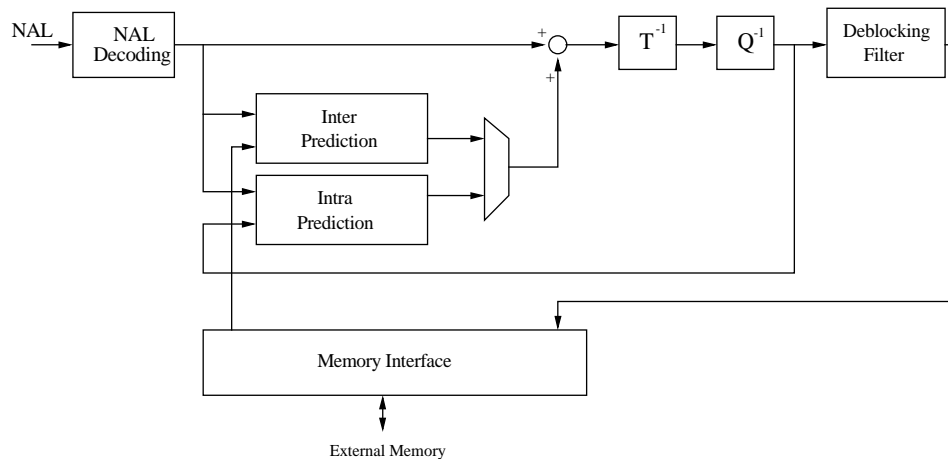 NAL
NAL
Decoding
+
+
T-1
Q-1
Deblocking
Filter
Inter
Prediction
Intra
Prediction
Memory Interface
External Memory